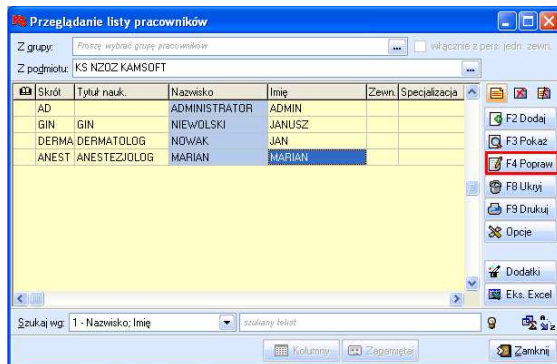 Przeglądanie listy pracowników
Z grupy: Proszę wybrać grupę pracowników ... włącznie z pers. jedn. zewn.
Z podmiotu: KS NZOZ KAMSOFT ...
Skrót Tytuł nauk. Nazwisko Imię Zewn. Specjalizacja
AD ADMINISTRATOR ADMIN
GIN GIN NIEWOLSKI JANUSZ
DERMA DERMATOLOG NOWAK JAN
ANEST ANESTEZJOLOG MARIAN MARIAN
F2 Dodaj
F3 Pokaż
F4 Popraw
F8 Ukryj
F9 Drukuj
Opcje
Dodatki
Eks. Excel
Szukaj wg: 1 - Nazwisko; Imię szukany tekst
Kolumny Zapamiętaj Zamknij